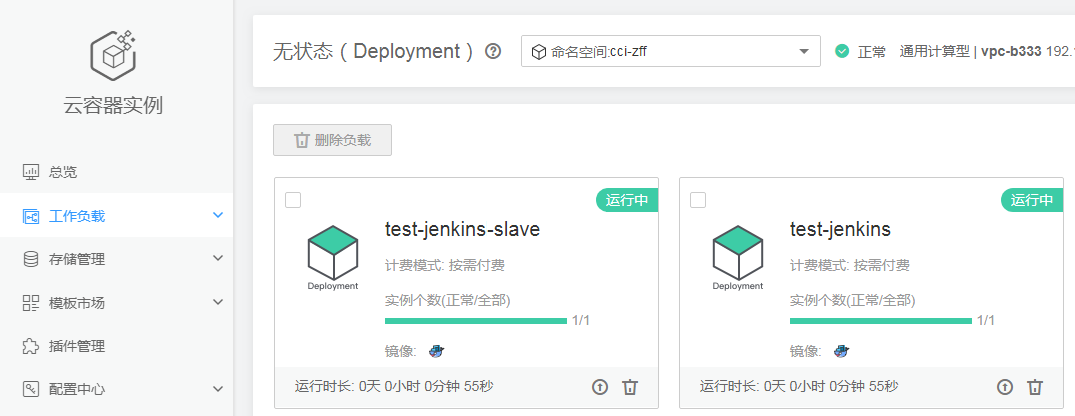 云容器实例
总览
工作负载
存储管理
模板市场
插件管理
配置中心
无状态 ( Deployment ) ?
命名空间:cci-zff
正常 通用计算型 | vpc-b333 192.
删除负载
运行中
test-jenkins-slave
Deployment
计费模式: 按需付费
实例个数(正常/全部)
1/1
镜像:
运行时长: 0天 0小时 0分钟 55秒
运行中
test-jenkins
Deployment
计费模式: 按需付费
实例个数(正常/全部)
1/1
镜像:
运行时长: 0天 0小时 0分钟 55秒